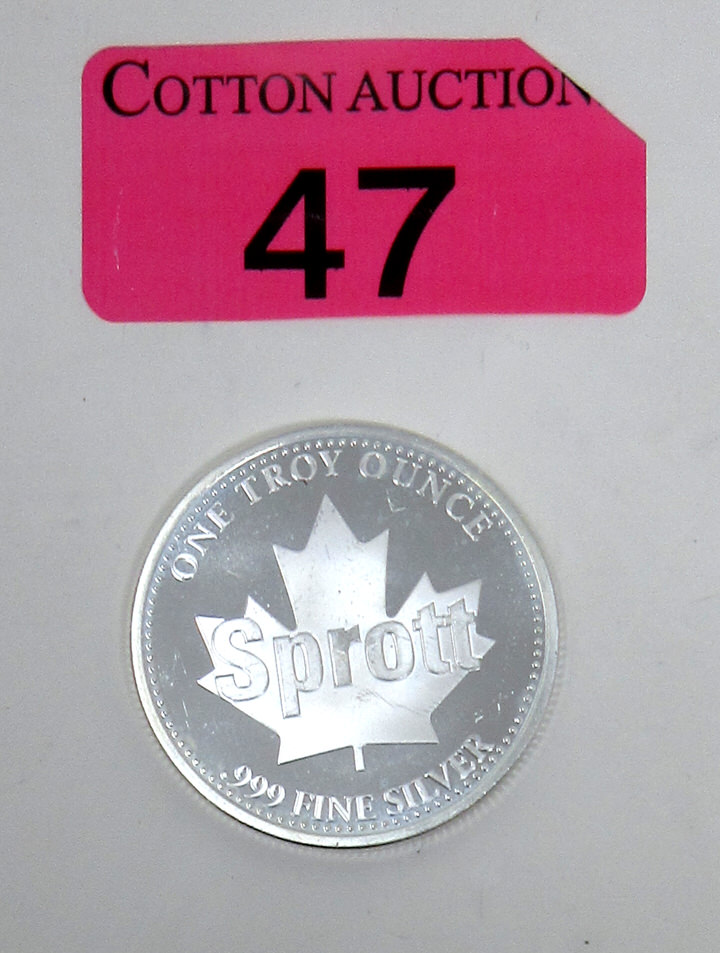 COTTON AUCTION
47
ONE TROY OUNCE
Sprott
.999 FINE SILVER